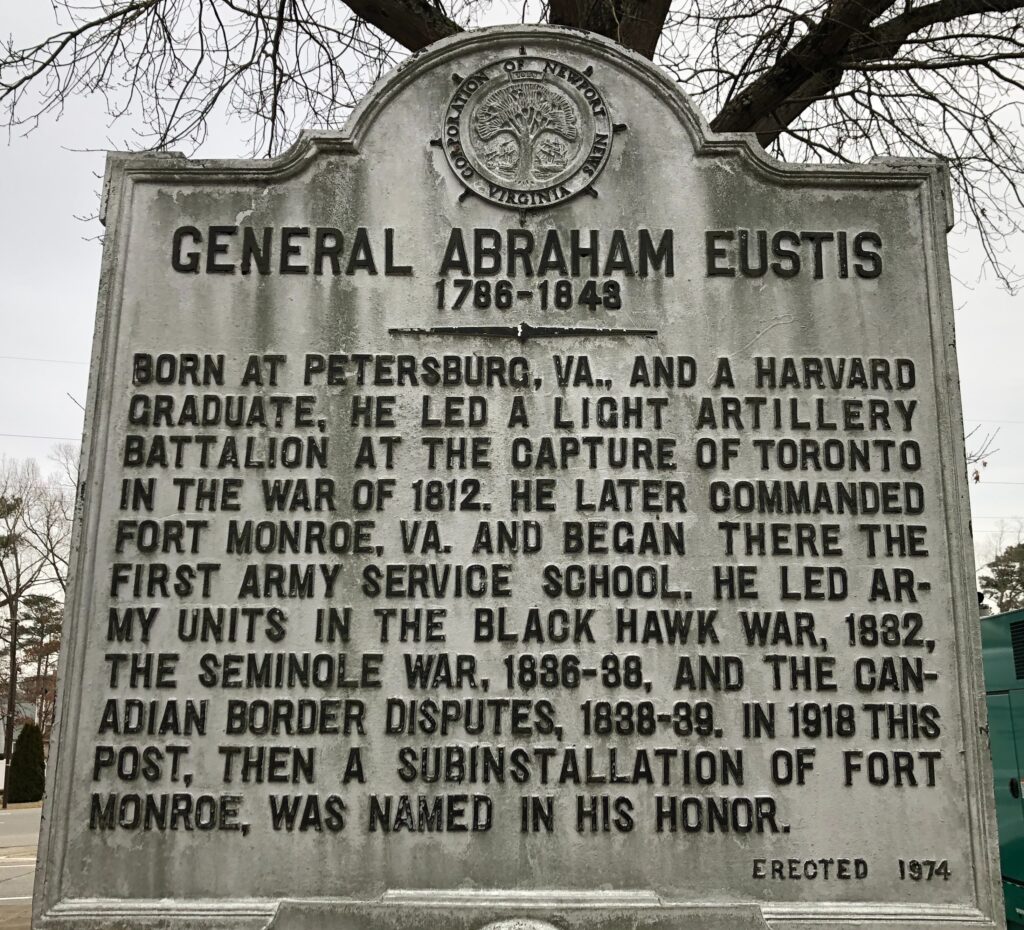 CORPORATION OF NEWPORT NEWS
VIRGINIA
GENERAL ABRAHAM EUSTIS
1786-1843
BORN AT PETERSBURG, VA., AND A HARVARD
GRADUATE, HE LED A LIGHT ARTILLERY
BATTALION AT THE CAPTURE OF TORONTO
IN THE WAR OF 1812. HE LATER COMMANDED
FORT MONROE, VA. AND BEGAN THERE THE
FIRST ARMY SERVICE SCHOOL. HE LED AR-
MY UNITS IN THE BLACK HAWK WAR, 1832,
THE SEMINOLE WAR, 1836-38, AND THE CAN-
ADIAN BORDER DISPUTES, 1838-39. IN 1918 THIS
POST, THEN A SUBINSTALLATION OF FORT
MONROE, WAS NAMED IN HIS HONOR.
ERECTED 1974